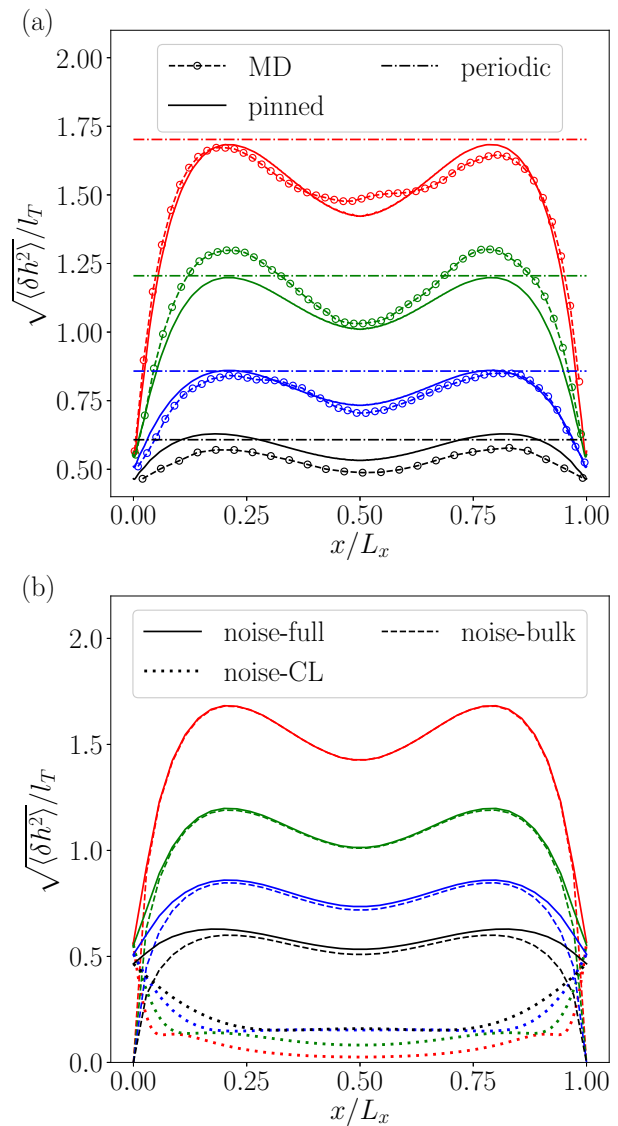 (a)
MD
periodic
pinned
2.00
1.75
1.50
1.25
1.00
0.75
0.50
√⟨δh²⟩/l_T
0.00 0.25 0.50 0.75 1.00
x/L_x
(b)
noise-full
noise-bulk
noise-CL
2.0
1.5
1.0
0.5
0.0
√⟨δh²⟩/l_T
0.00 0.25 0.50 0.75 1.00
x/L_x